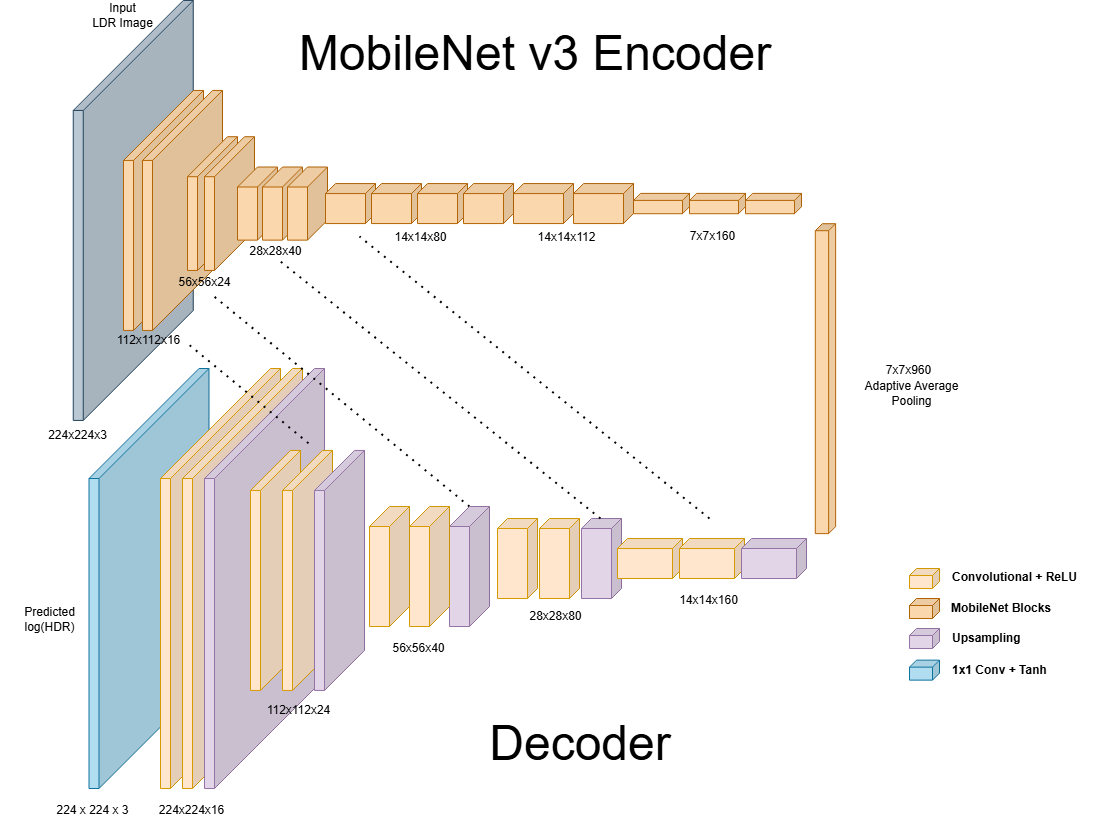 Input
LDR Image
MobileNet v3 Encoder
14x14x80
14x14x112
7x7x160
28x28x40
56x56x24
112x112x16
7x7x960
Adaptive Average
Pooling
224x224x3
Convolutional + ReLU
MobileNet Blocks
Upsampling
1x1 Conv + Tanh
14x14x160
28x28x80
56x56x40
Predicted
log(HDR)
112x112x24
Decoder
224 x 224 x 3
224x224x16